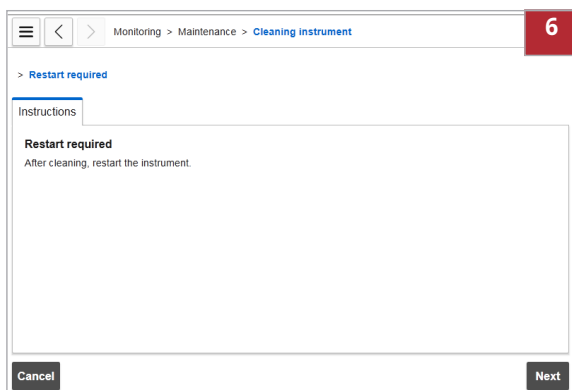 Monitoring > Maintenance > Cleaning instrument
6
> Restart required
Instructions
Restart required
After cleaning, restart the instrument.
Cancel
Next